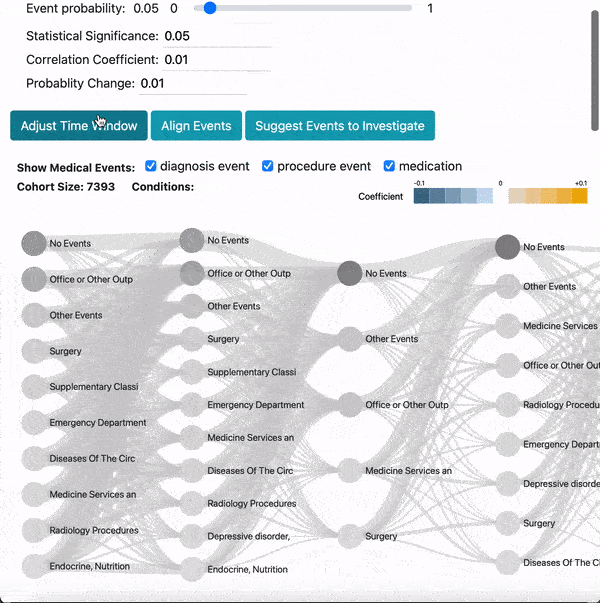 Event probability: 0.05 0 1
Statistical Significance: 0.05
Correlation Coefficient: 0.01
Probablity Change: 0.01
Adjust Time Window Align Events Suggest Events to Investigate
Show Medical Events: diagnosis event procedure event medication
Cohort Size: 7393 Conditions:
Coefficient -0.1 0 +0.1
No Events
Office or Other Outp
Other Events
Surgery
Supplementary Classi
Emergency Department
Diseases Of The Circ
Medicine Services an
Radiology Procedures
Endocrine, Nutrition
No Events
Office or Other Outp
Other Events
Surgery
Supplementary Classi
Emergency Department
Medicine Services an
Diseases Of The Circ
Radiology Procedures
Depressive disorder,
Endocrine, Nutrition
No Events
Other Events
Office or Other Outp
Medicine Services an
Surgery
No Events
Other Events
Medicine Services
Office or Other Out
Radiology Procedu
Emergency Depart
Depressive disorde
Surgery
Diseases Of The C